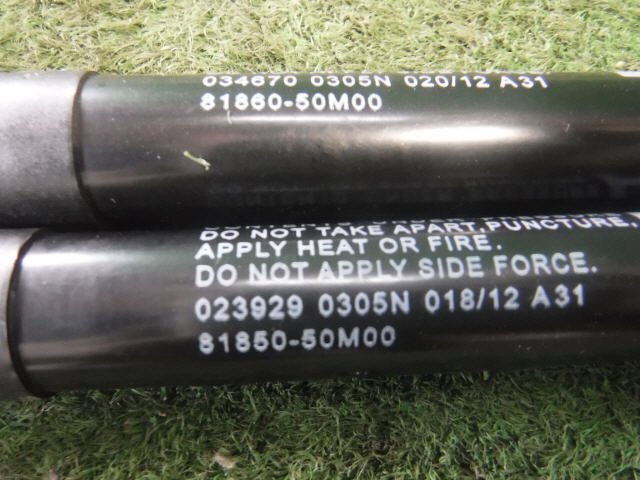 034670 0305N 020/12 A31
81860-50M00
DO NOT TAKE APART,PUNCTURE,
APPLY HEAT OR FIRE.
DO NOT APPLY SIDE FORCE.
023929 0305N 018/12 A31
81850-50M00